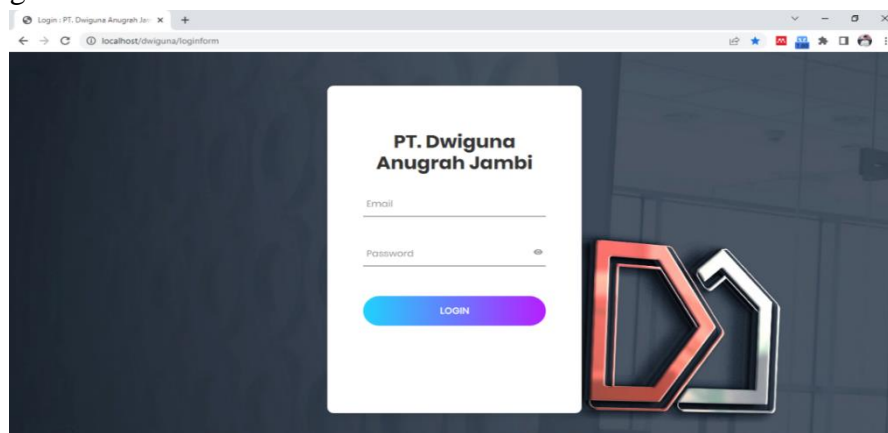 Login : PT. Dwiguna Anugrah Jam
localhost/dwiguna/loginform
PT. Dwiguna
Anugrah Jambi
Email
Password
LOGIN